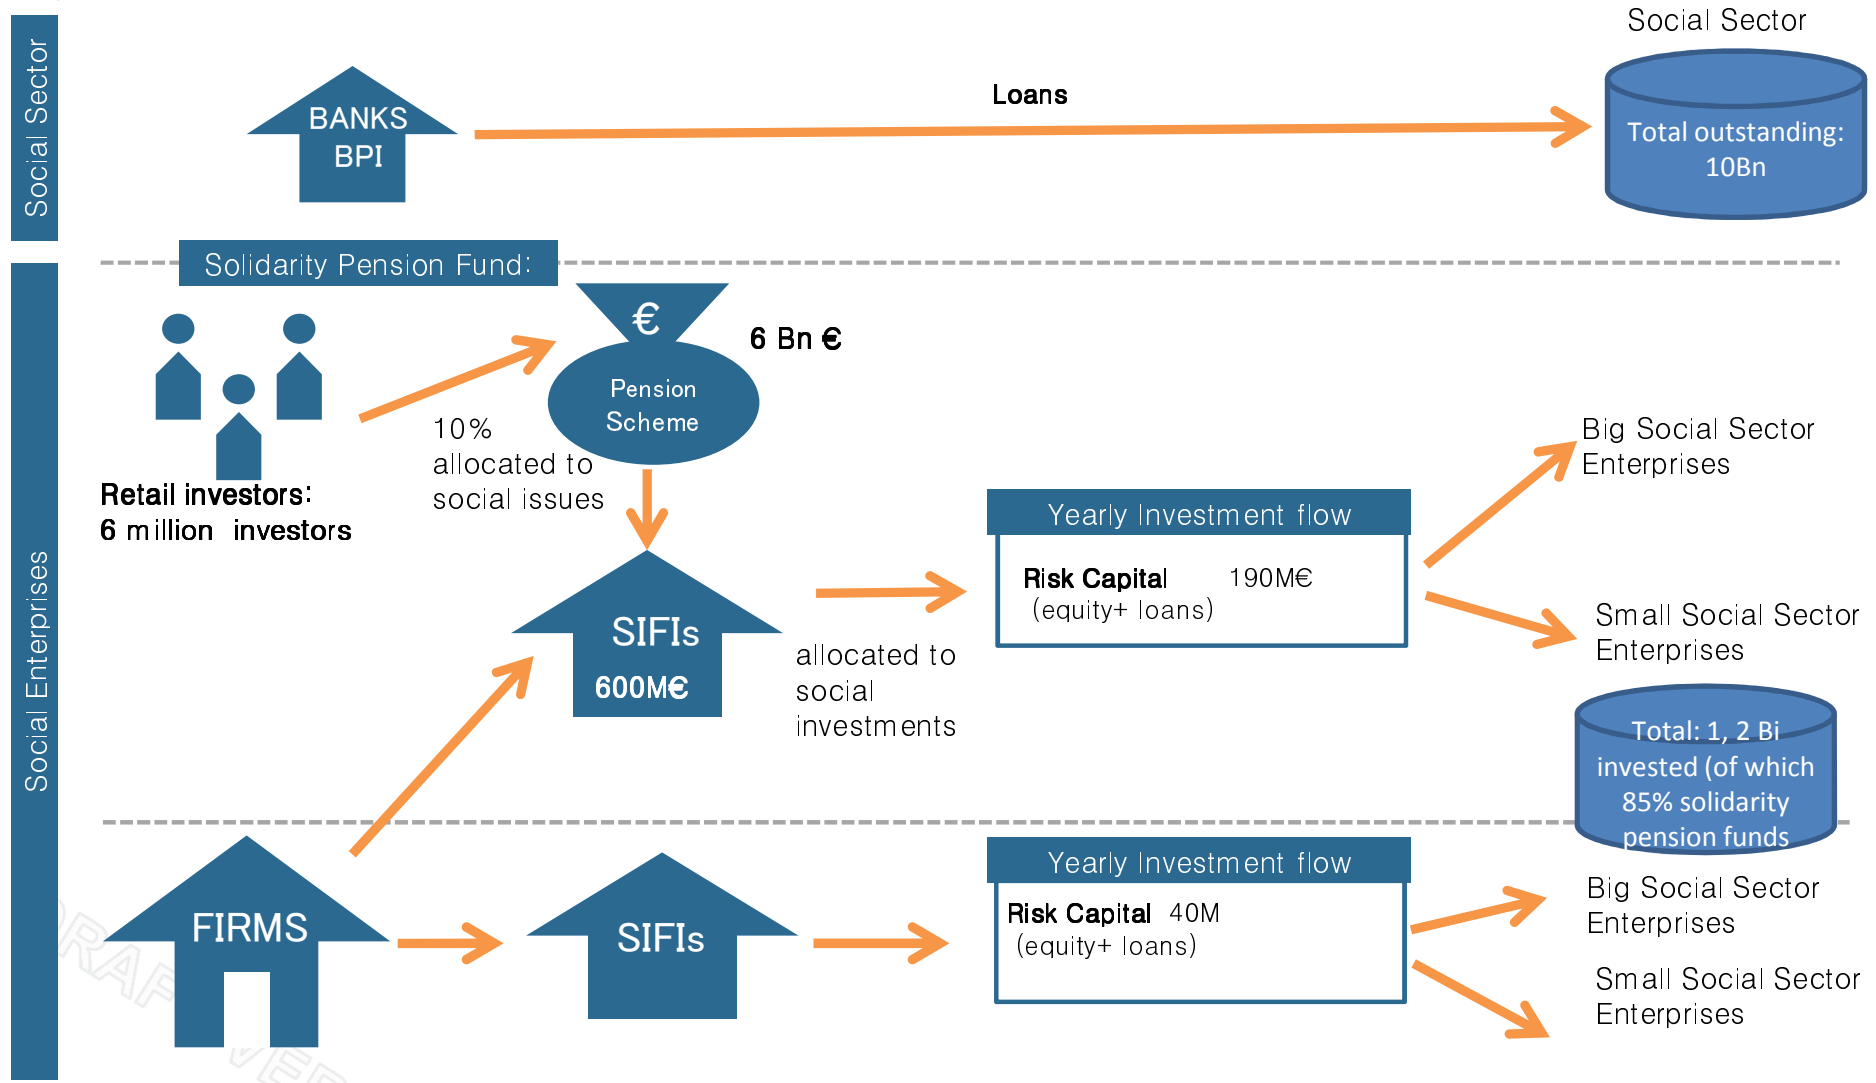 Social Sector
Social Sector
BANKS
BPI
Loans
Total outstanding:
10Bn
Social Enterprises
Solidarity Pension Fund:
€
6 Bn €
Pension
Scheme
10%
allocated to
social issues
Retail investors:
6 million investors
SIFIs
600M€
allocated to
social
investments
Yearly Investment flow
Risk Capital 190M€
(equity+ loans)
Big Social Sector
Enterprises
Small Social Sector
Enterprises
Total: 1, 2 Bi
invested (of which
85% solidarity
pension funds
FIRMS
SIFIs
Yearly Investment flow
Risk Capital 40M
(equity+ loans)
Big Social Sector
Enterprises
Small Social Sector
Enterprises